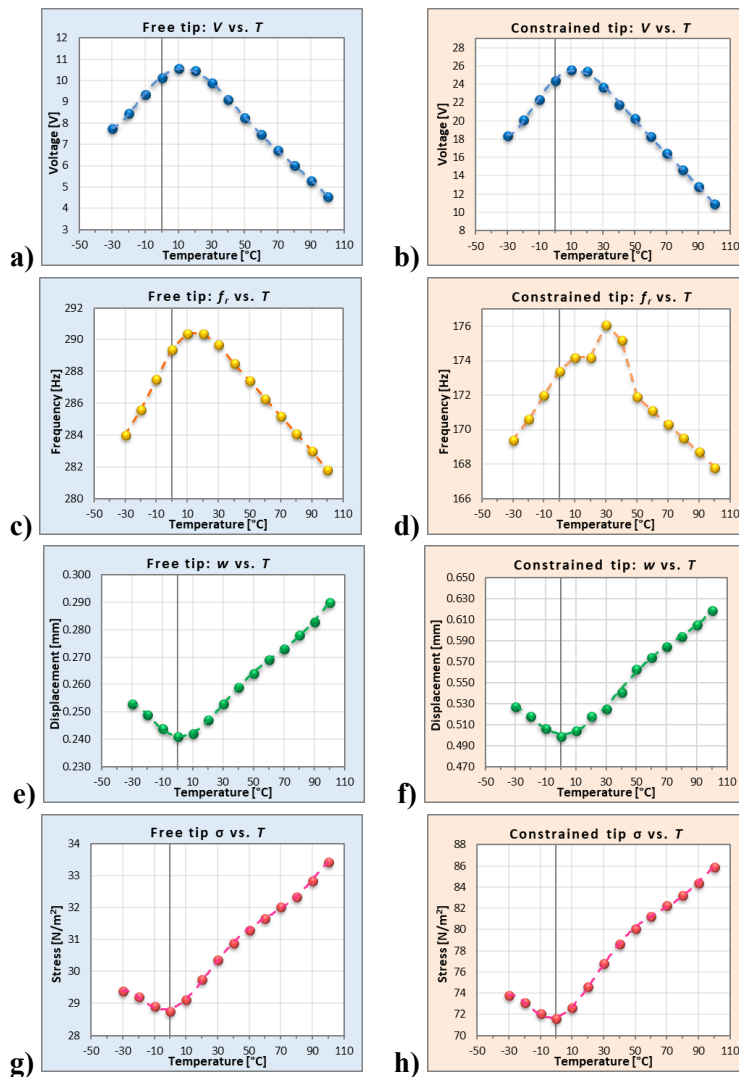 Free tip: V vs. T
Voltage [V]
12
11
10
9
8
7
6
5
4
3
-50 -30 -10 10 30 50 70 90 110
Temperature [°C]
a)
Constrained tip: V vs. T
Voltage [V]
28
26
24
22
20
18
16
14
12
10
8
-50 -30 -10 10 30 50 70 90 110
Temperature [°C]
b)
Free tip: fr vs. T
Frequency [Hz]
292
290
288
286
284
282
280
-50 -30 -10 10 30 50 70 90 110
Temperature [°C]
c)
Constrained tip: fr vs. T
Frequency [Hz]
176
174
172
170
168
166
-50 -30 -10 10 30 50 70 90 110
Temperature [°C]
d)
Free tip: w vs. T
Displacement [mm]
0.300
0.290
0.280
0.270
0.260
0.250
0.240
0.230
-50 -30 -10 10 30 50 70 90 110
Temperature [°C]
e)
Constrained tip: w vs. T
Displacement [mm]
0.650
0.630
0.610
0.590
0.570
0.550
0.530
0.510
0.490
0.470
-50 -30 -10 10 30 50 70 90 110
Temperature [°C]
f)
Free tip σ vs. T
Stress [N/m²]
34
33
32
31
30
29
28
-50 -30 -10 10 30 50 70 90 110
Temperature [°C]
g)
Constrained tip σ vs. T
Stress [N/m²]
88
86
84
82
80
78
76
74
72
70
-50 -30 -10 10 30 50 70 90 110
Temperature [°C]
h)